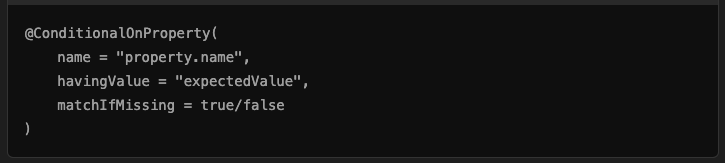 @ConditionalOnProperty(
    name = "property.name",
    havingValue = "expectedValue",
    matchIfMissing = true/false
)